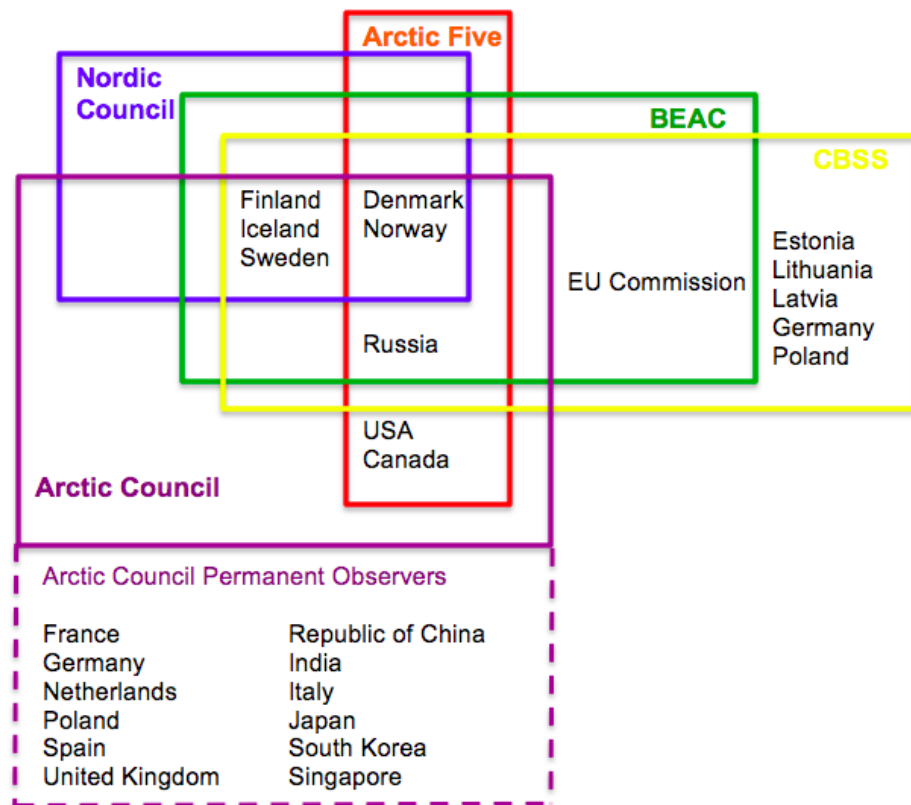 Arctic Five
Nordic
Council
BEAC
CBSS
Finland
Iceland
Sweden
Denmark
Norway
EU Commission
Estonia
Lithuania
Latvia
Germany
Poland
Russia
USA
Canada
Arctic Council
Arctic Council Permanent Observers
France
Germany
Netherlands
Poland
Spain
United Kingdom
Republic of China
India
Italy
Japan
South Korea
Singapore